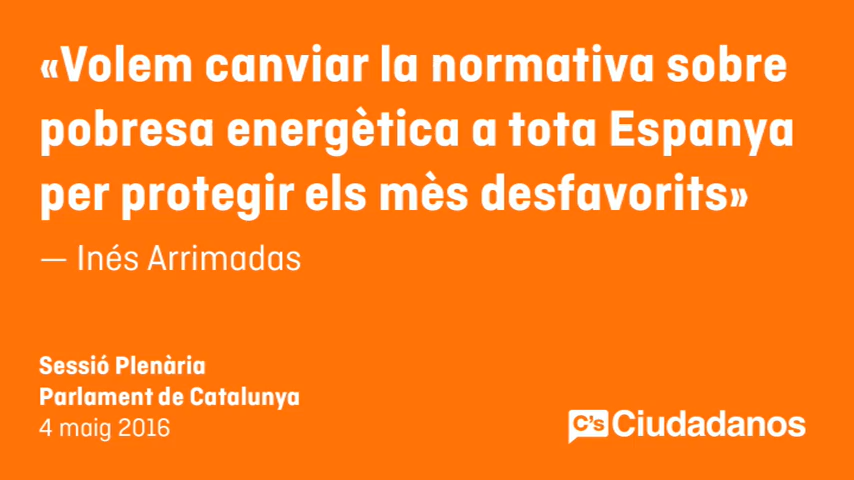 «Volem canviar la normativa sobre
pobresa energètica a tota Espanya
per protegir els mès desfavorits»
— Inés Arrimadas
Sessió Plenària
Parlament de Catalunya
4 maig 2016
C's Ciudadanos